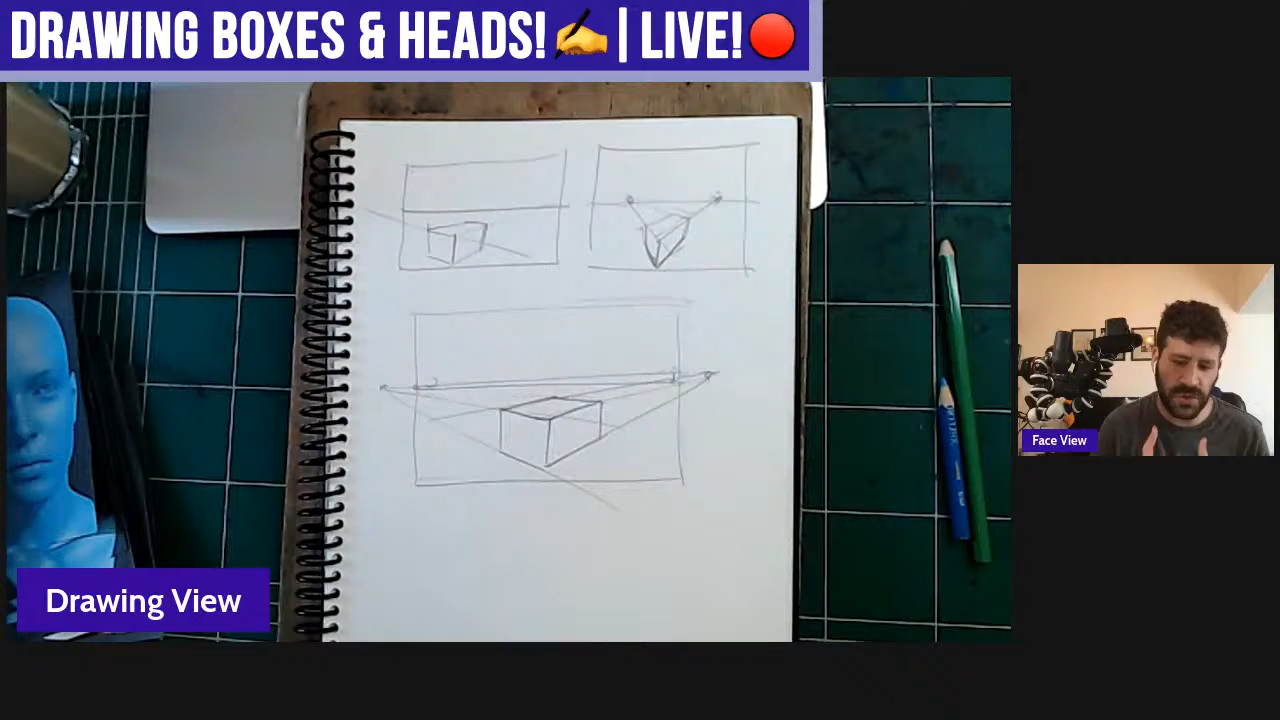 DRAWING BOXES & HEADS!✍️ | LIVE!🔴
Face View
Drawing View